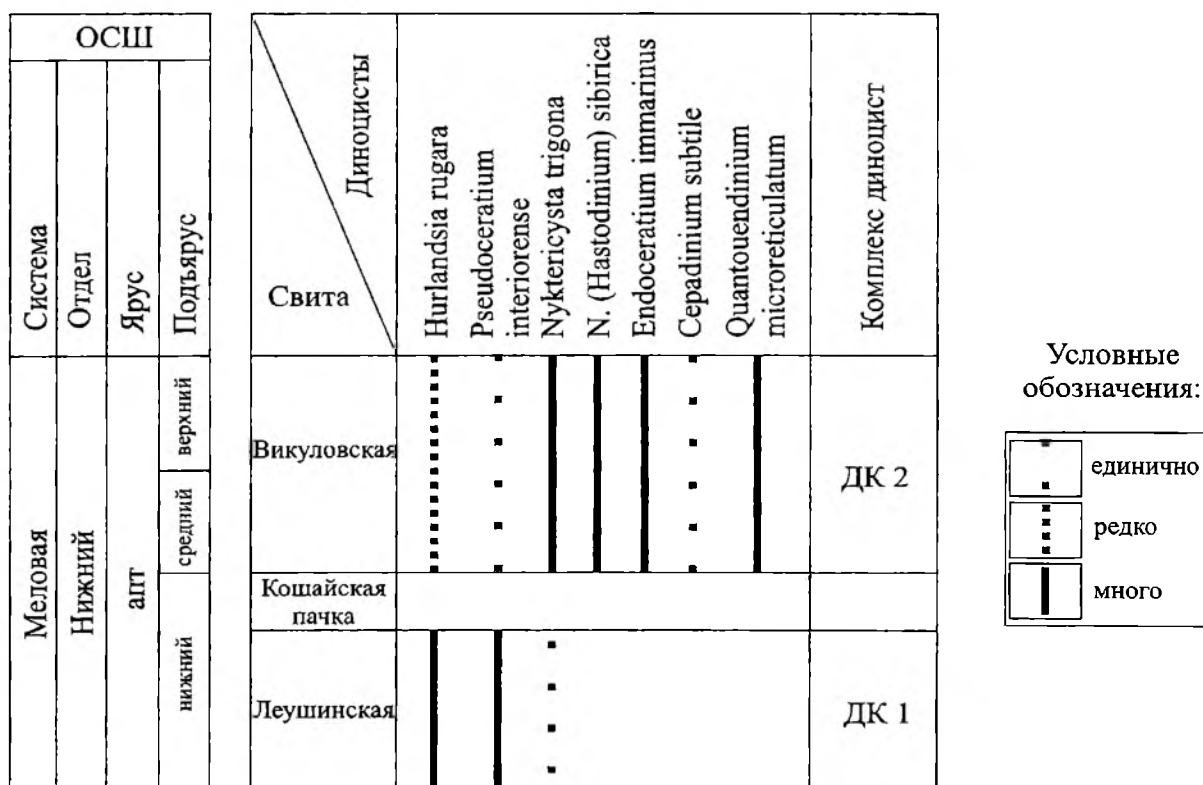 ОСШ
Система
Отдел
Ярус
Подъярус
Диноцисты
Свита
Hurlandsia rugara
Pseudoceratium
interiorense
Nyktericysta trigona
N. (Hastodinium) sibirica
Endoceratium immarinus
Cepadinium subtile
Quantouendinium
microreticulatum
Комплекс диноцист
Меловая
Нижний
апт
верхний
средний
нижний
Викуловская
ДК 2
Кошайская
пачка
Леушинская
ДК 1
Условные
обозначения:
единично
редко
много